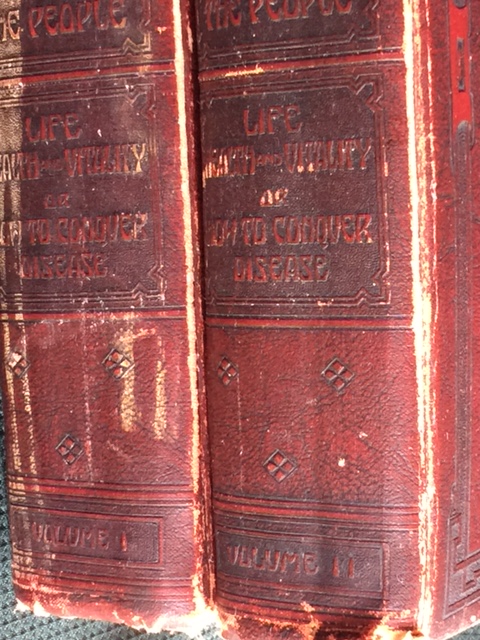 THE PEOPLE
LIFE
HEALTH AND VITALITY
OR
HOW TO CONQUER
DISEASE
VOLUME I
THE PEOPLE
LIFE
HEALTH AND VITALITY
OR
HOW TO CONQUER
DISEASE
VOLUME II